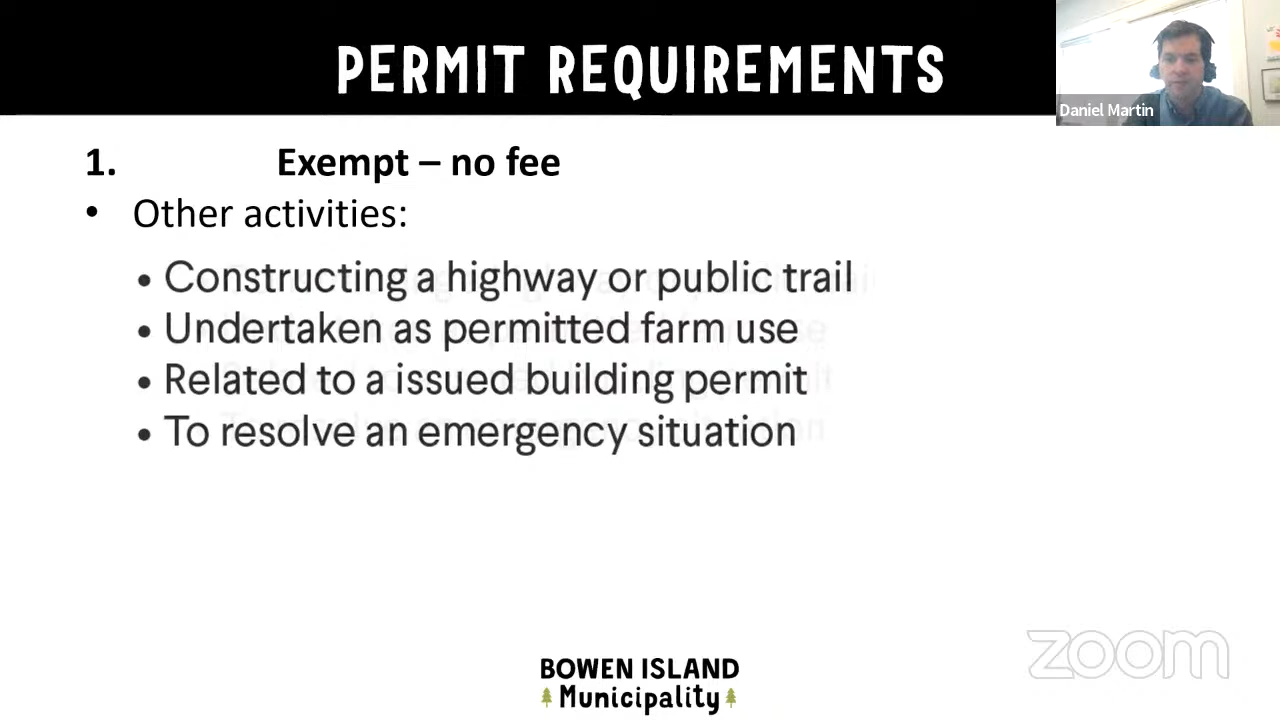 PERMIT REQUIREMENTS
Daniel Martin
1. Exempt – no fee
• Other activities:
• Constructing a highway or public trail
• Undertaken as permitted farm use
• Related to a issued building permit
• To resolve an emergency situation
zoom
BOWEN ISLAND
Municipality